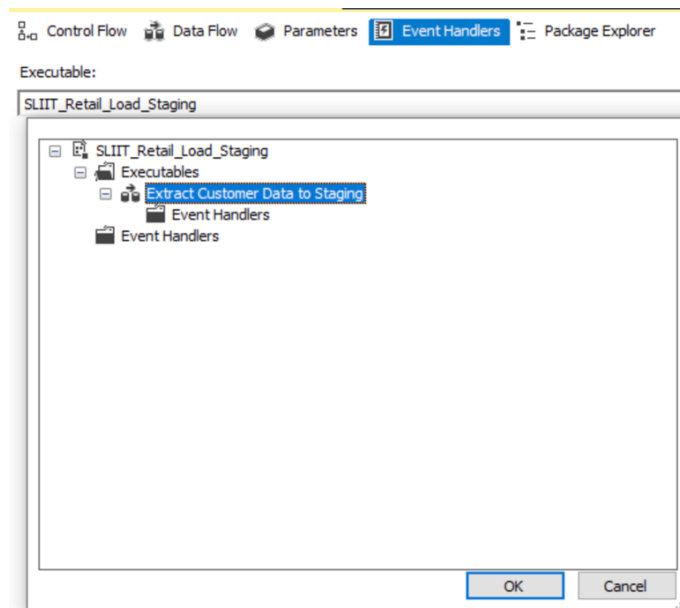 Control Flow Data Flow Parameters Event Handlers Package Explorer
Executable:
SLIIT_Retail_Load_Staging
SLIIT_Retail_Load_Staging
Executables
Extract Customer Data to Staging
Event Handlers
Event Handlers
OK Cancel